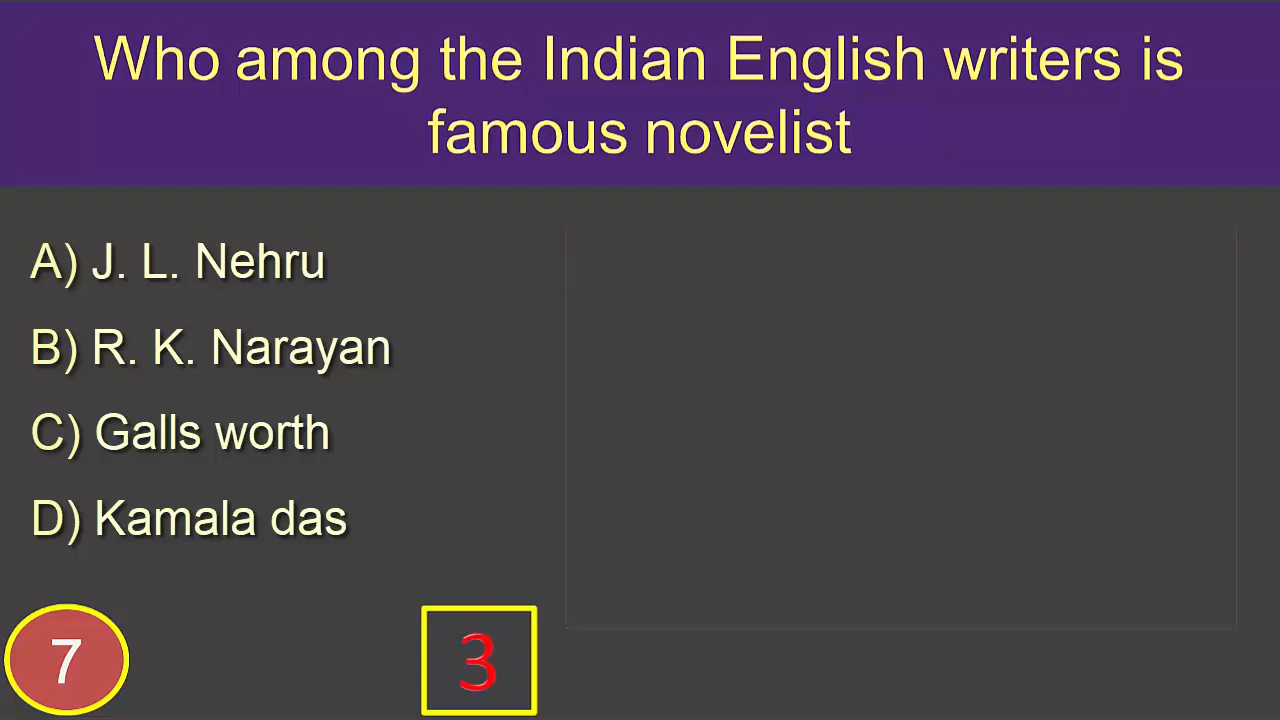 Who among the Indian English writers is
famous novelist
A) J. L. Nehru
B) R. K. Narayan
C) Galls worth
D) Kamala das
7
3